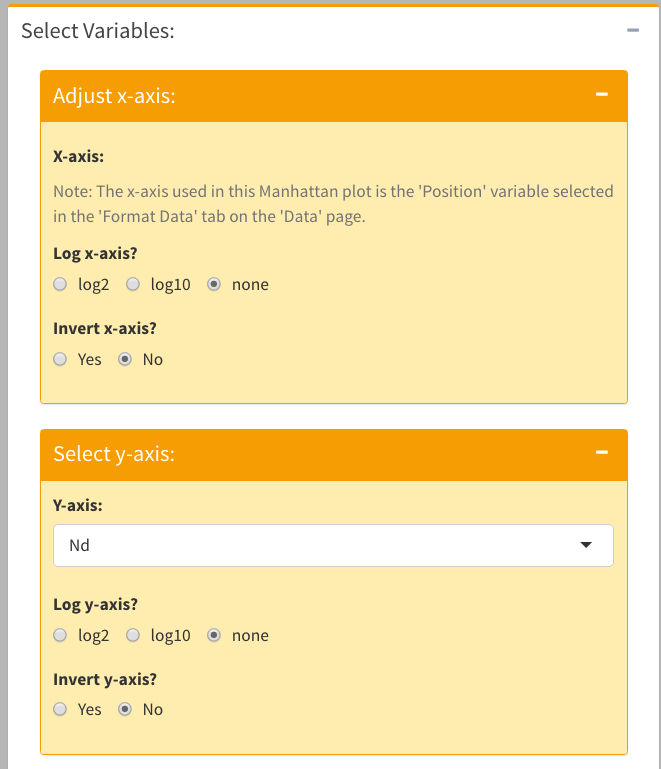 Select Variables:
Adjust x-axis:
X-axis:
Note: The x-axis used in this Manhattan plot is the 'Position' variable selected
in the 'Format Data' tab on the 'Data' page.
Log x-axis?
log2 log10 none
Invert x-axis?
Yes No
Select y-axis:
Y-axis:
Nd
Log y-axis?
log2 log10 none
Invert y-axis?
Yes No